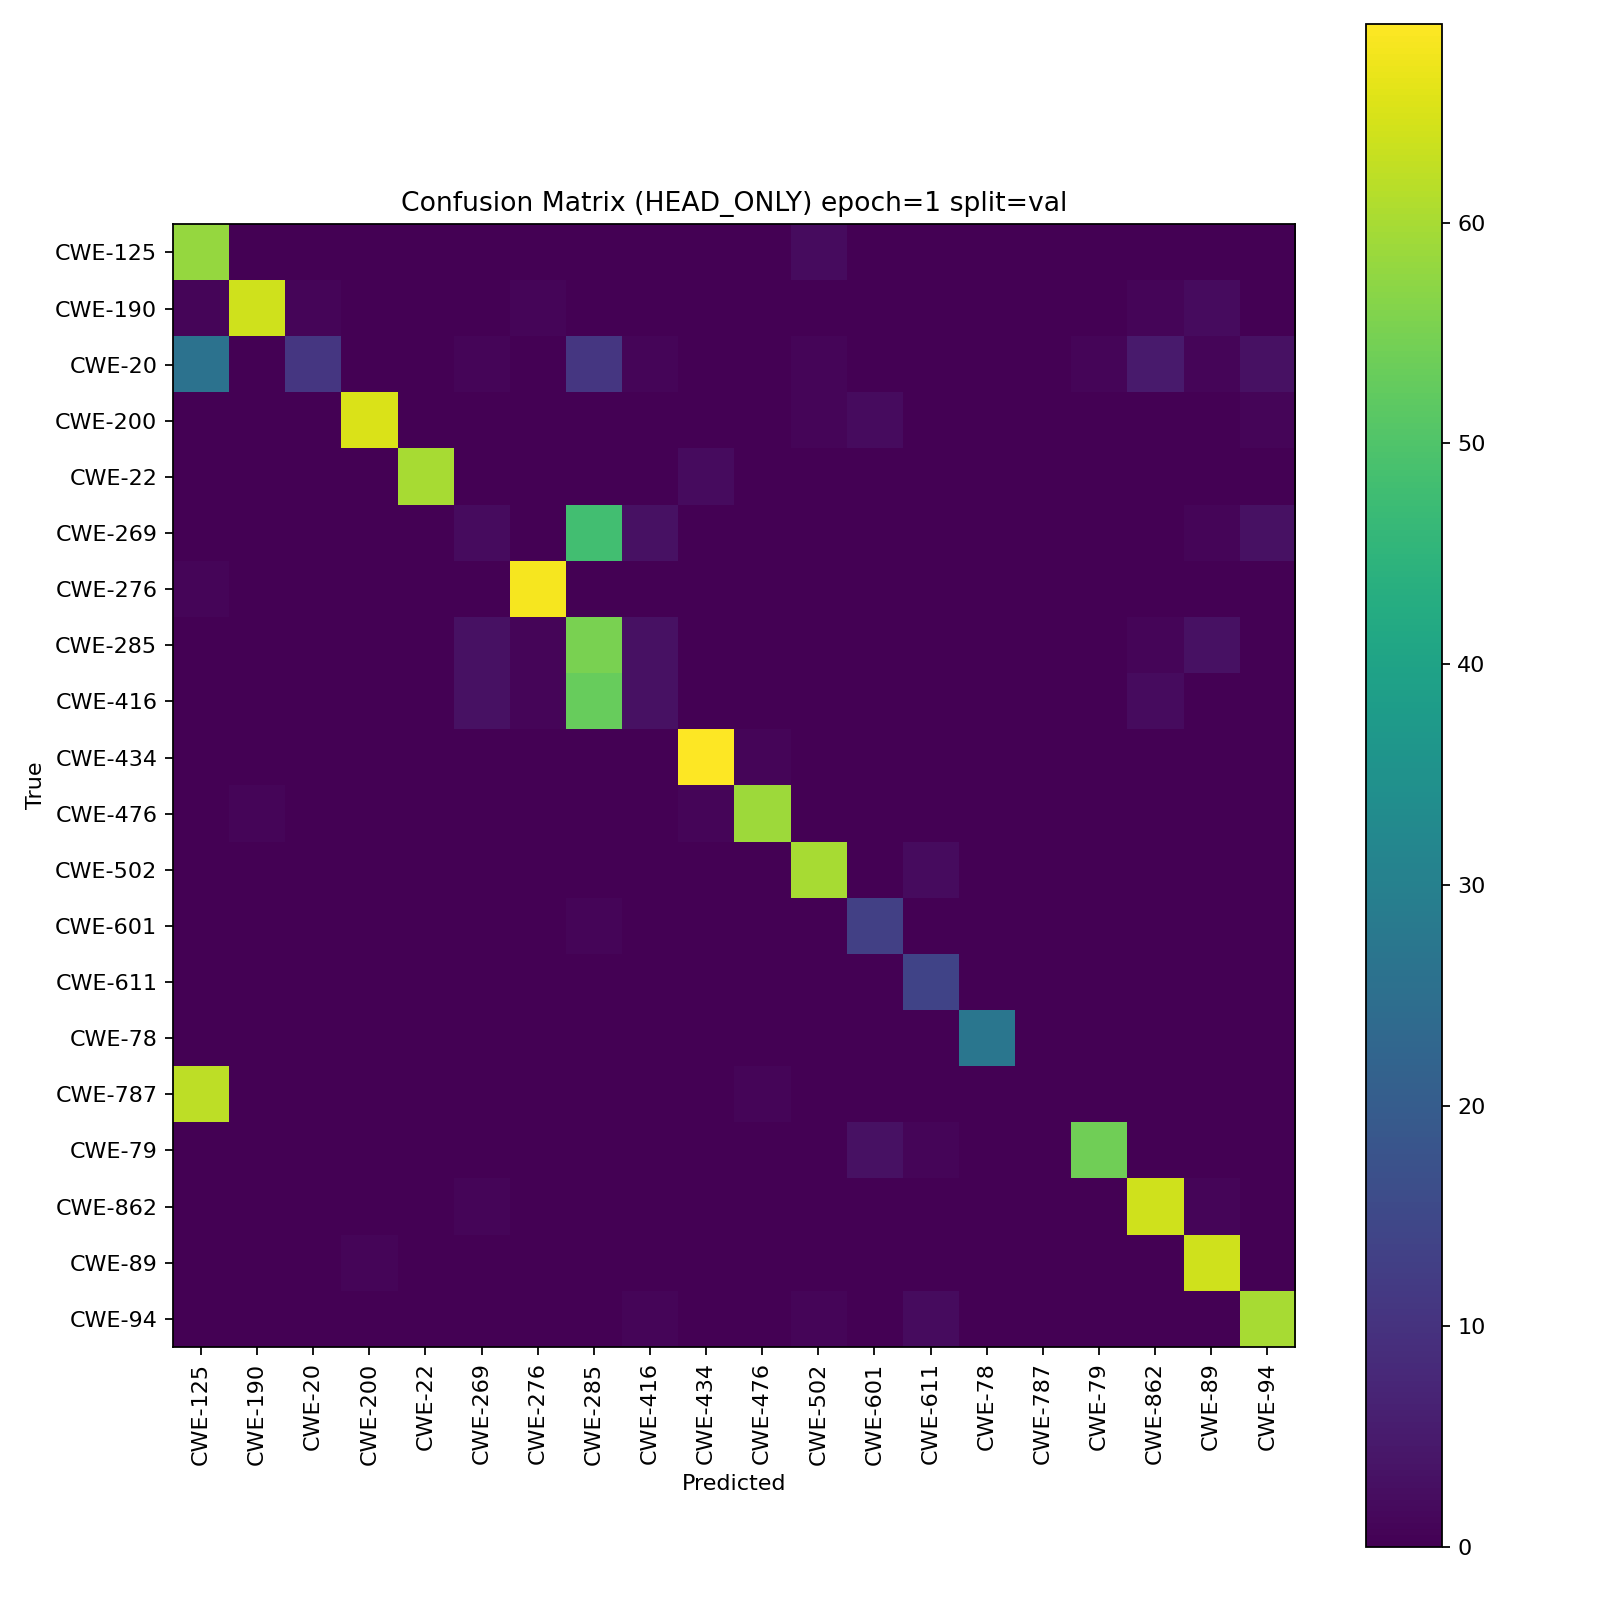 Confusion Matrix (HEAD_ONLY) epoch=1 split=val
True
CWE-125
CWE-190
CWE-20
CWE-200
CWE-22
CWE-269
CWE-276
CWE-285
CWE-416
CWE-434
CWE-476
CWE-502
CWE-601
CWE-611
CWE-78
CWE-787
CWE-79
CWE-862
CWE-89
CWE-94
CWE-125
CWE-190
CWE-20
CWE-200
CWE-22
CWE-269
CWE-276
CWE-285
CWE-416
CWE-434
CWE-476
CWE-502
CWE-601
CWE-611
CWE-78
CWE-787
CWE-79
CWE-862
CWE-89
CWE-94
Predicted
60
50
40
30
20
10
0